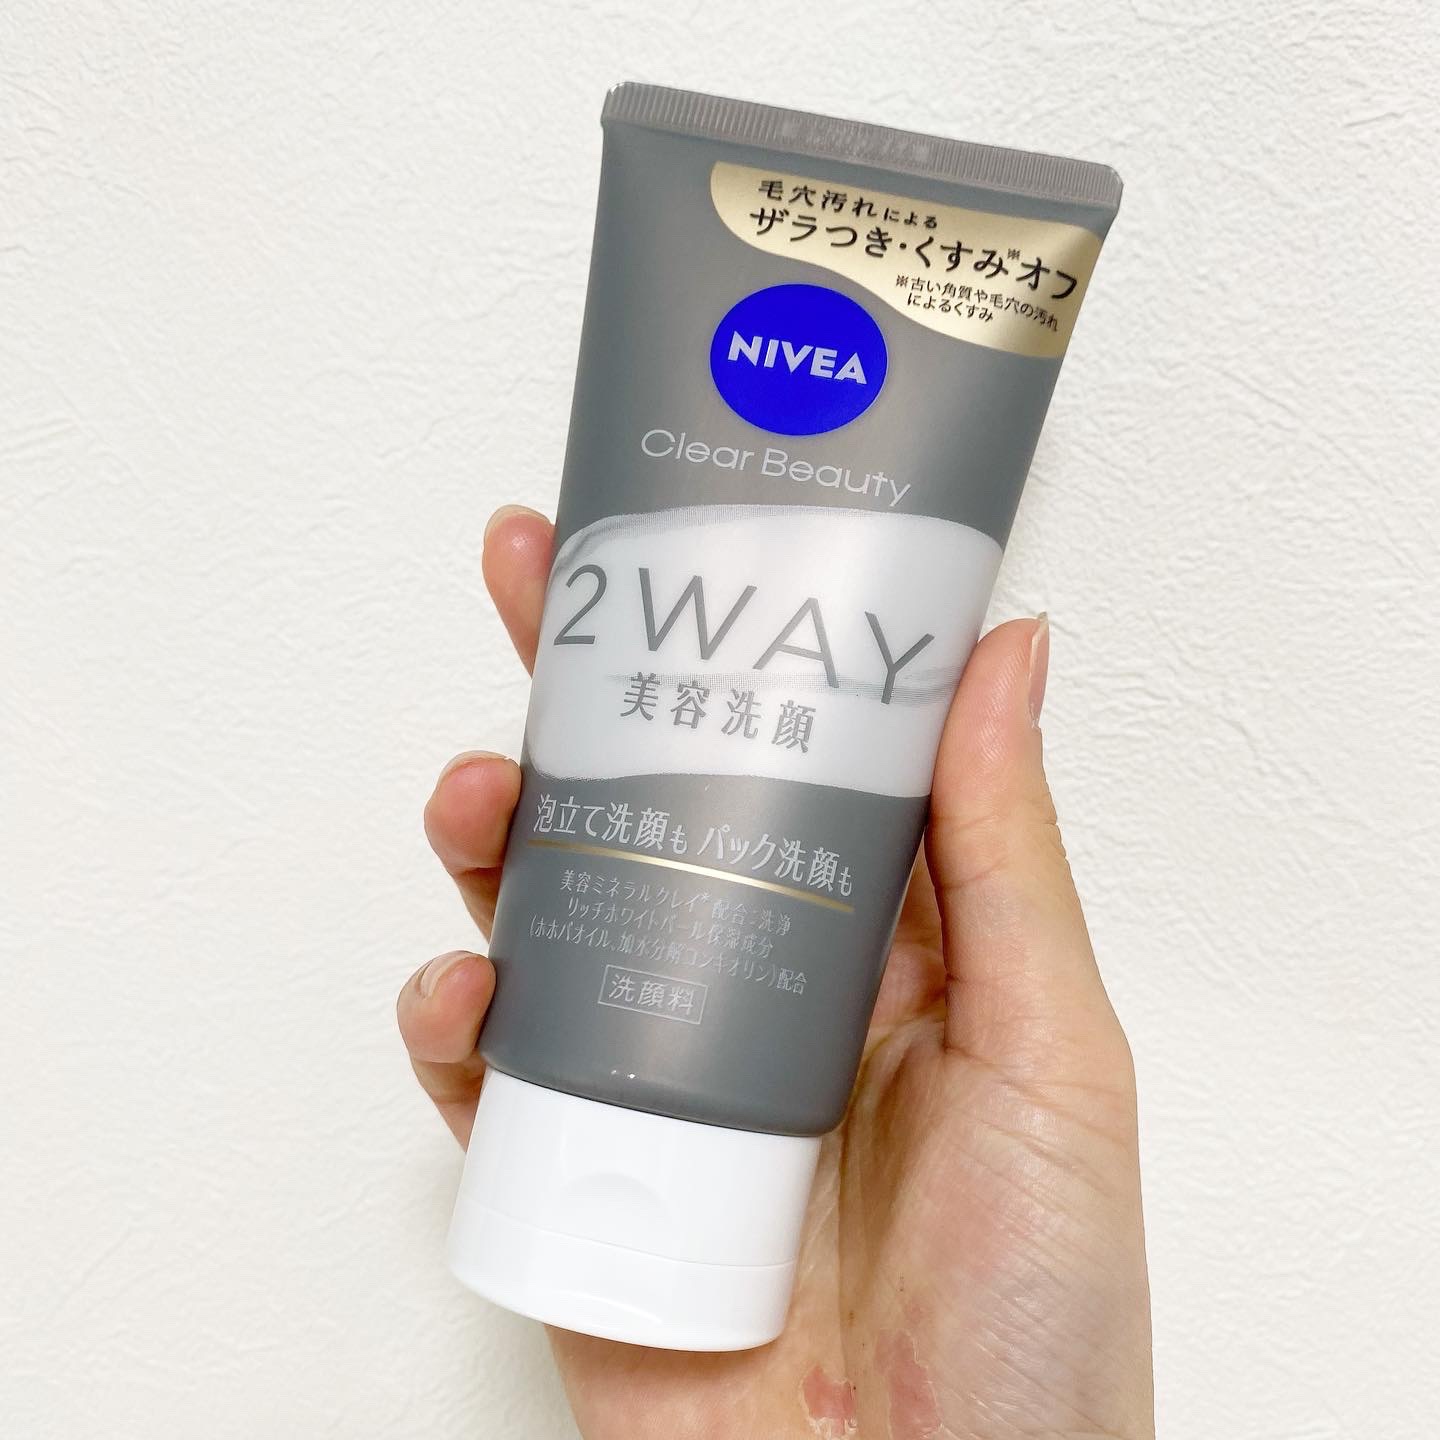 毛穴汚れによる
ザラつき・くすみ※オフ
※古い角質や毛穴の汚れ
によるくすみ
NIVEA
Clear Beauty
2WAY
美容洗顔
泡立て洗顔も パック洗顔も
美容ミネラルクレイ*配合:洗浄
リッチホワイトパール保湿成分
(ホホバオイル、加水分解コンキオリン)配合
洗顔料